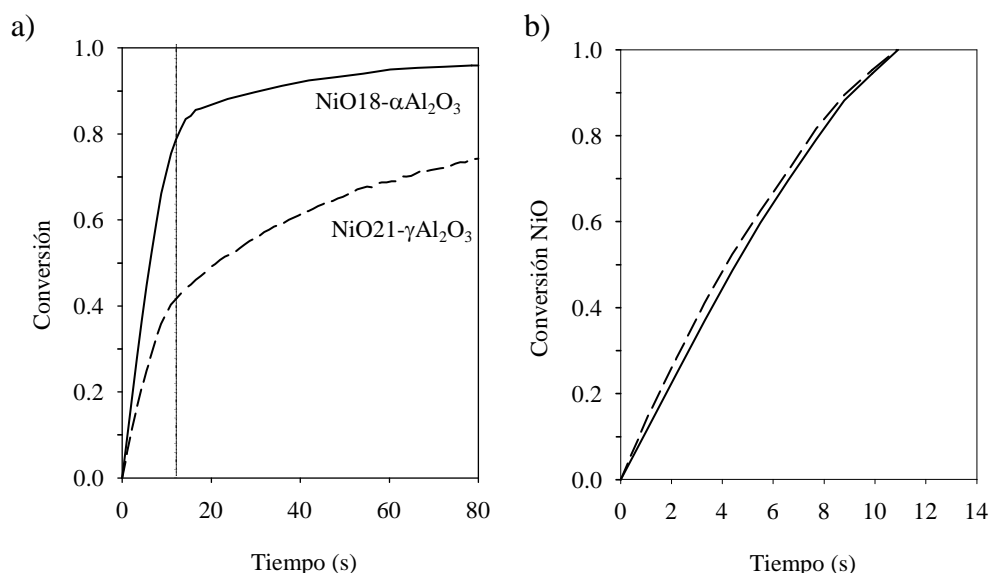 a)
Conversión
1.0
0.8
0.6
0.4
0.2
0.0
NiO18-αAl₂O₃
NiO21-γAl₂O₃
0 20 40 60 80
Tiempo (s)
b)
Conversión NiO
1.0
0.8
0.6
0.4
0.2
0.0
0 2 4 6 8 10 12 14
Tiempo (s)